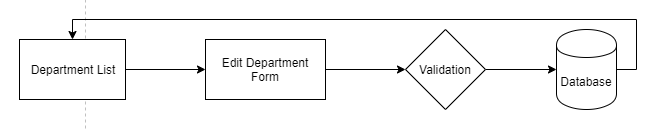 Department List
Edit Department
Form
Validation
Database